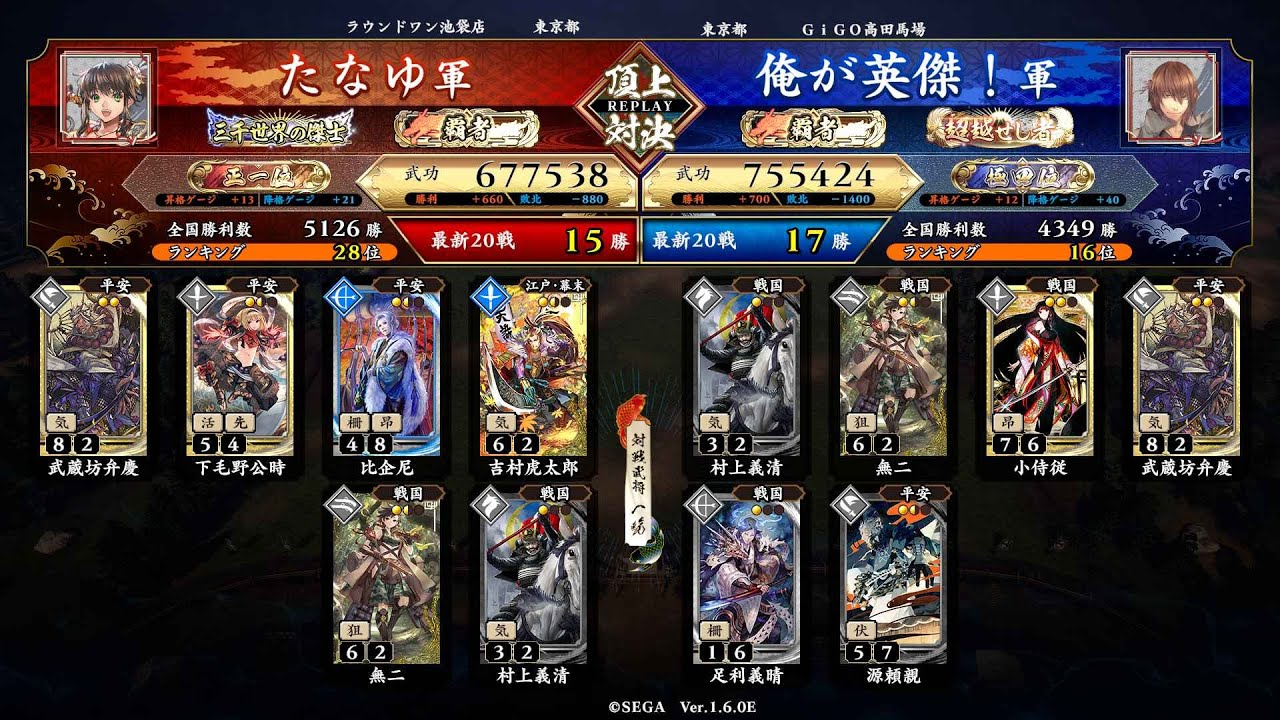 ラウンドワン池袋店 東京都
東京都 GiGO高田馬場
たなゆ軍
頂上
REPLAY
対決
俺が英傑！軍
三千世界の傑士
覇者
覇者
超越せし者
正一位
武功 677538
勝利 +660 敗北 -880
武功 755424
勝利 +700 敗北 -1400
昇格ゲージ +13 降格ゲージ +21
昇格ゲージ +12 降格ゲージ +40
全国勝利数 5126 勝
ランキング 28位
最新20戦 15勝
最新20戦 17勝
全国勝利数 4349 勝
ランキング 16位
平安
気
8 2
武蔵坊弁慶
平安
活 先
5 4
下毛野公時
平安
柵 昂
4 8
比企尼
江戸・幕末
気
6 2
吉村虎太郎
戦国
狙
6 2
無二
戦国
気
3 2
村上義清
対戦武将一覧
戦国
気
3 2
村上義清
戦国
狙
6 2
無二
戦国
昂
7 6
小侍従
平安
気
8 2
武蔵坊弁慶
戦国
柵
1 6
足利義晴
平安
伏
5 7
源頼親
©SEGA Ver.1.6.0E